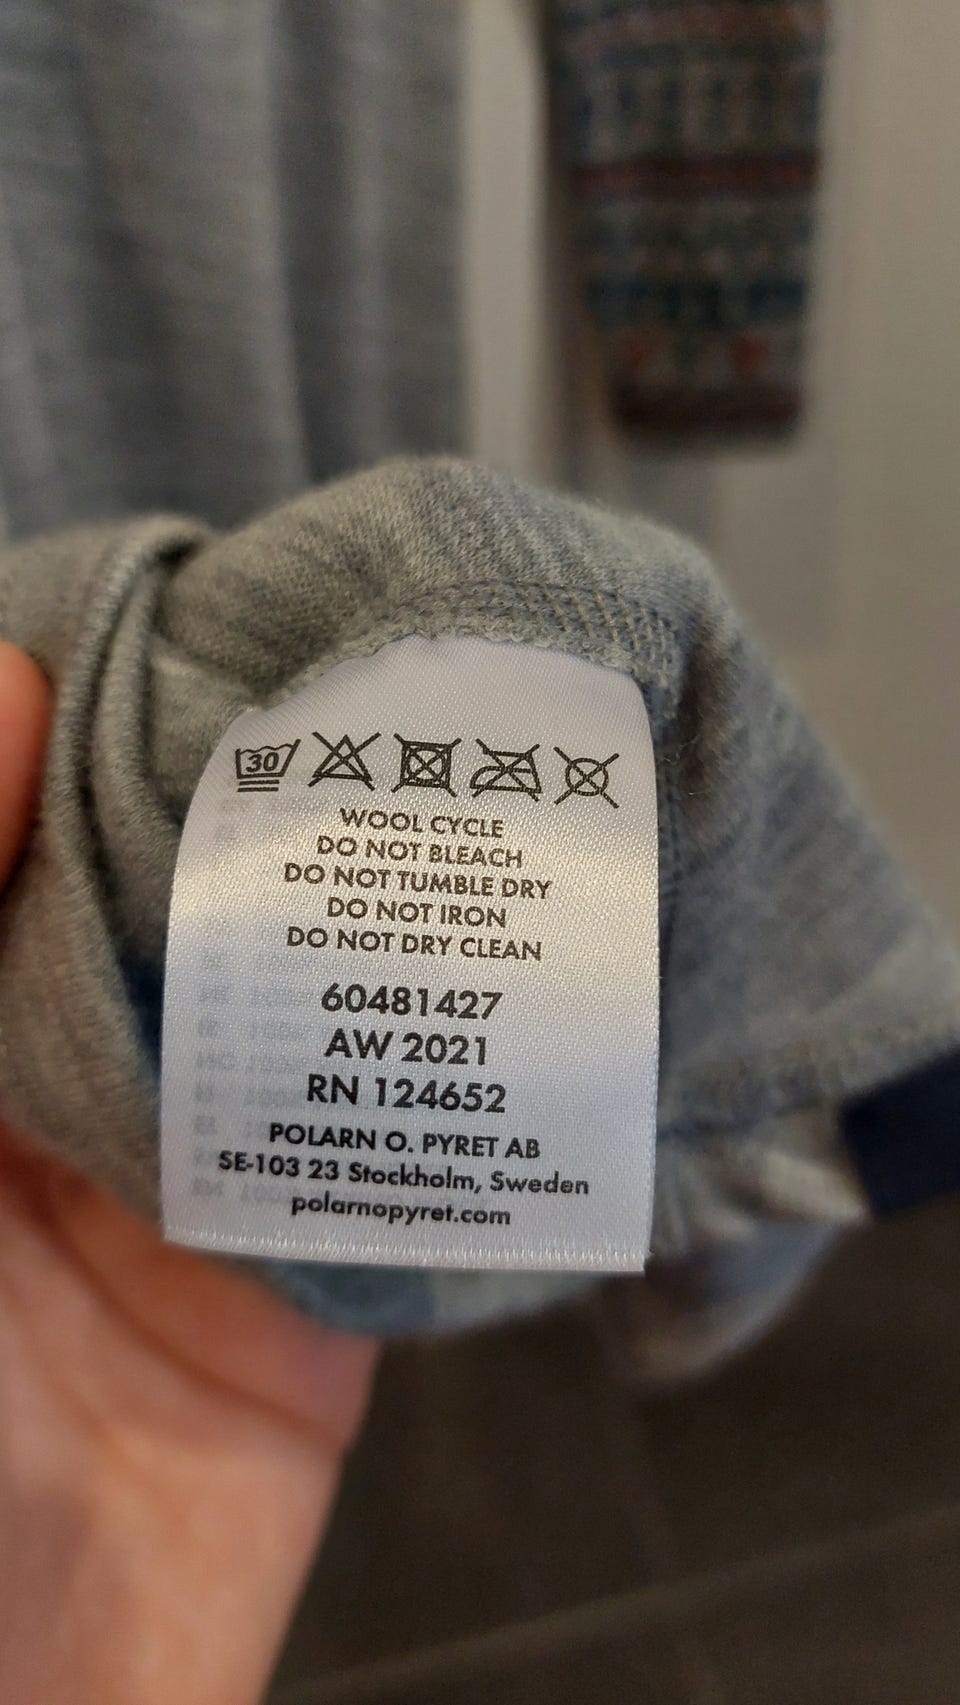 30
WOOL CYCLE
DO NOT BLEACH
DO NOT TUMBLE DRY
DO NOT IRON
DO NOT DRY CLEAN
60481427
AW 2021
RN 124652
POLARN O. PYRET AB
SE-103 23 Stockholm, Sweden
polarnopyret.com